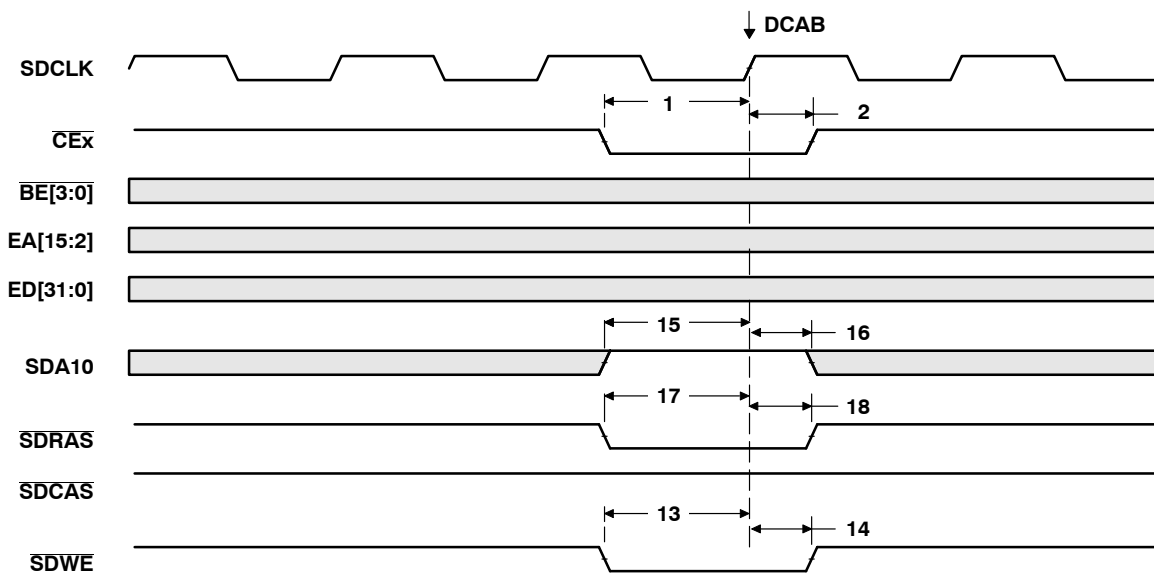 DCAB
SDCLK
1 2
CEx
BE[3:0]
EA[15:2]
ED[31:0]
15 16
SDA10
17 18
SDRAS
SDCAS
13 14
SDWE